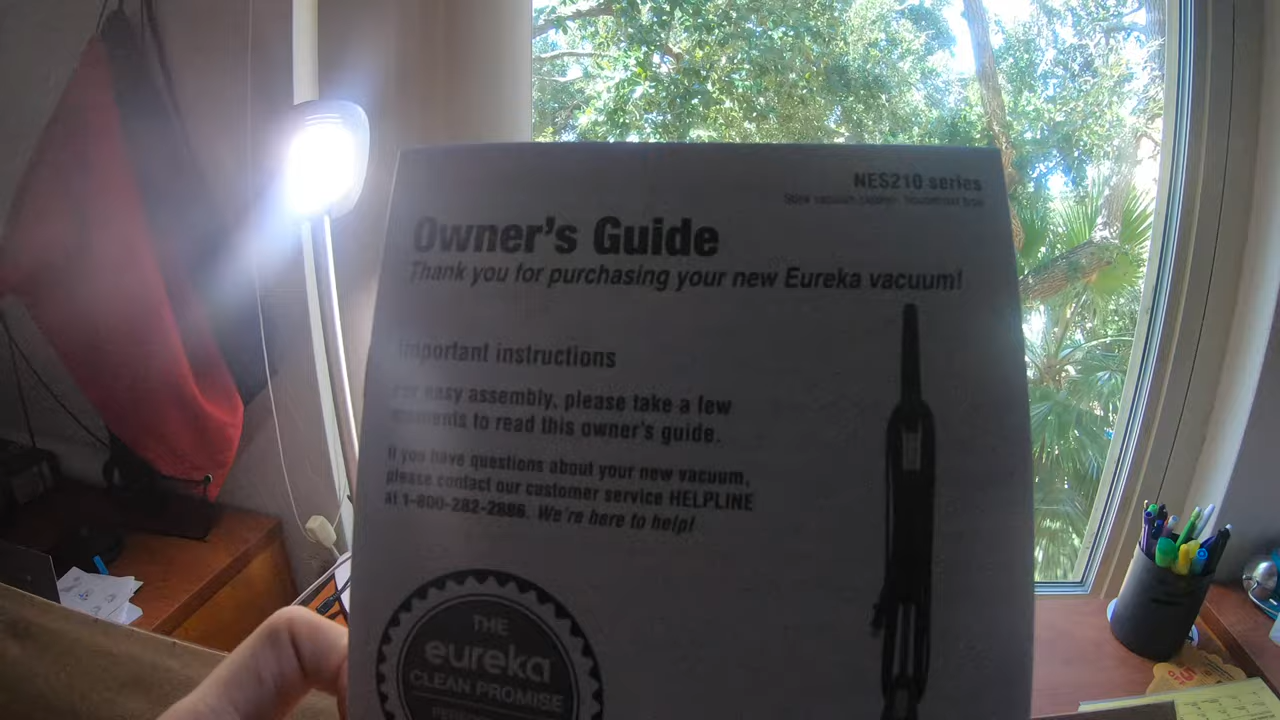 NES210 series
Owner's Guide
Thank you for purchasing your new Eureka vacuum!
Important instructions
For easy assembly, please take a few
moments to read this owner's guide.
If you have questions about your new vacuum,
please contact our customer service HELPLINE
at 1-800-282-2886. We're here to help!
THE
eureka
CLEAN PROMISE